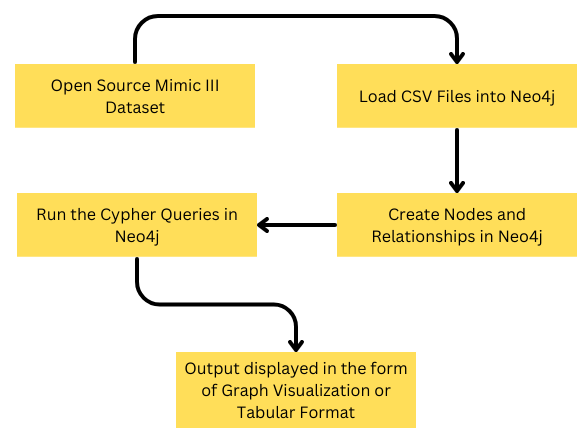 Open Source Mimic III
Dataset
Load CSV Files into Neo4j
Create Nodes and
Relationships in Neo4j
Run the Cypher Queries in
Neo4j
Output displayed in the form
of Graph Visualization or
Tabular Format